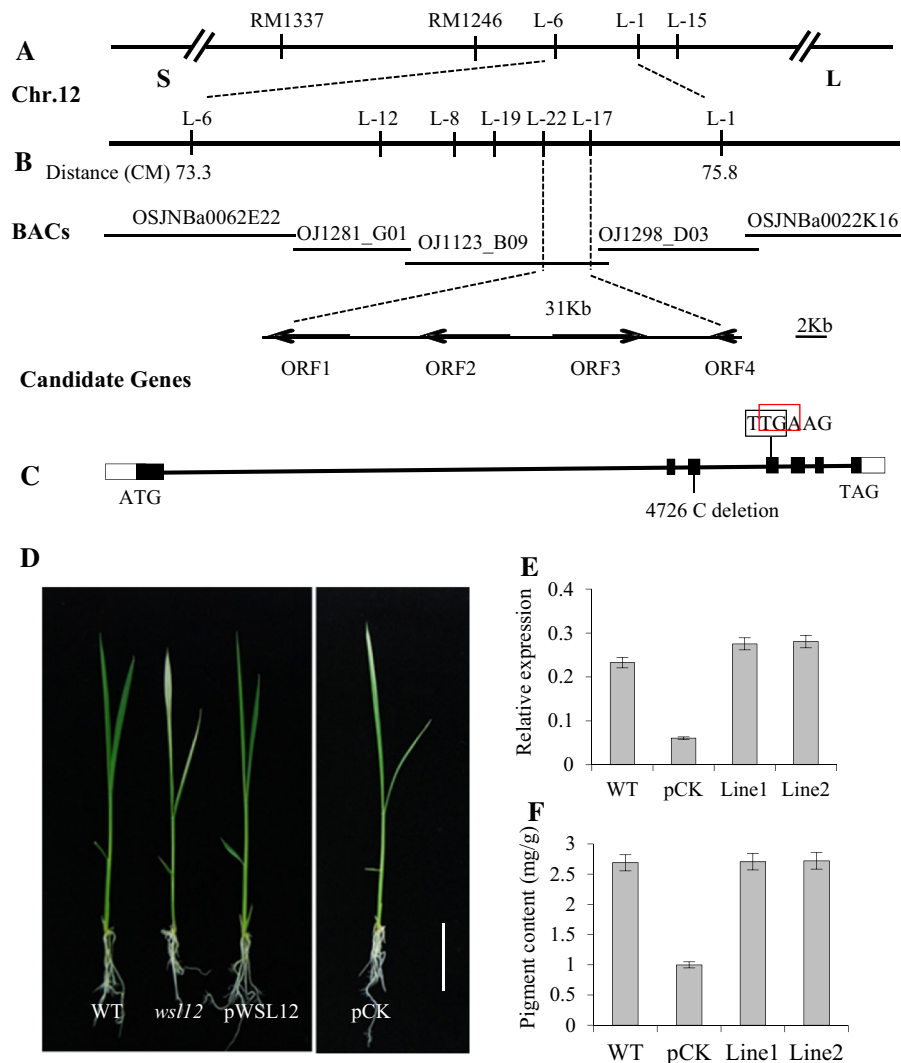 RM1337 RM1246 L-6 L-1 L-15
A
S L
Chr.12
L-6 L-12 L-8 L-19 L-22 L-17 L-1
B
Distance (CM) 73.3 75.8
BACs
OSJNBa0062E22 OJ1281_G01 OJ1123_B09 OJ1298_D03 OSJNBa0022K16
31Kb
2Kb
ORF1 ORF2 ORF3 ORF4
Candidate Genes
TTGAAG
C
ATG TAG
4726 C deletion
D
WT wsl12 pWSL12 pCK
E
Relative expression
0.4
0.3
0.2
0.1
0
WT pCK Line1 Line2
F
Pigment content (mg/g)
3
2.5
2
1.5
1
0.5
0
WT pCK Line1 Line2